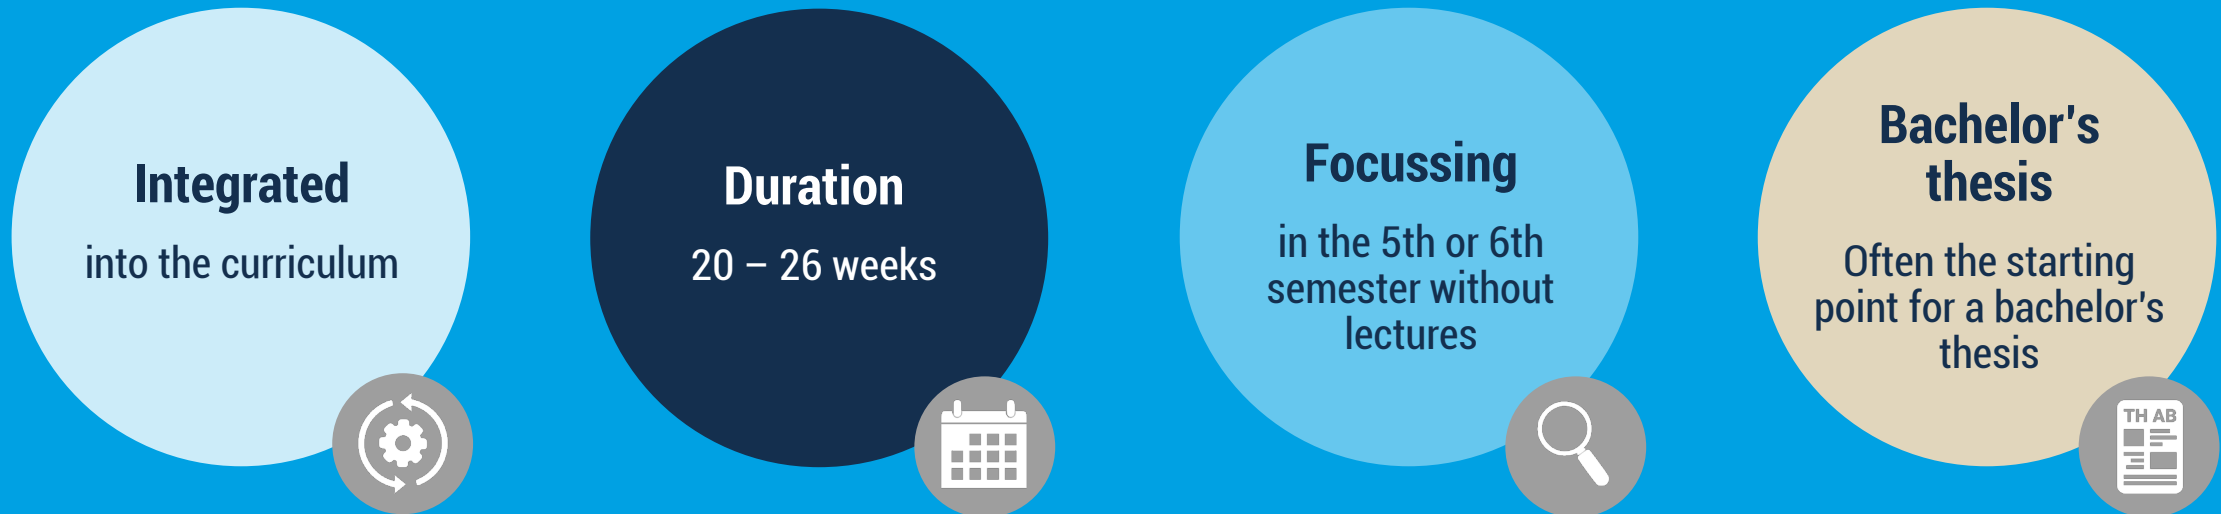 Integrated
into the curriculum
Duration
20 – 26 weeks
Focussing
in the 5th or 6th
semester without
lectures
Bachelor's
thesis
Often the starting
point for a bachelor's
thesis
TH AB